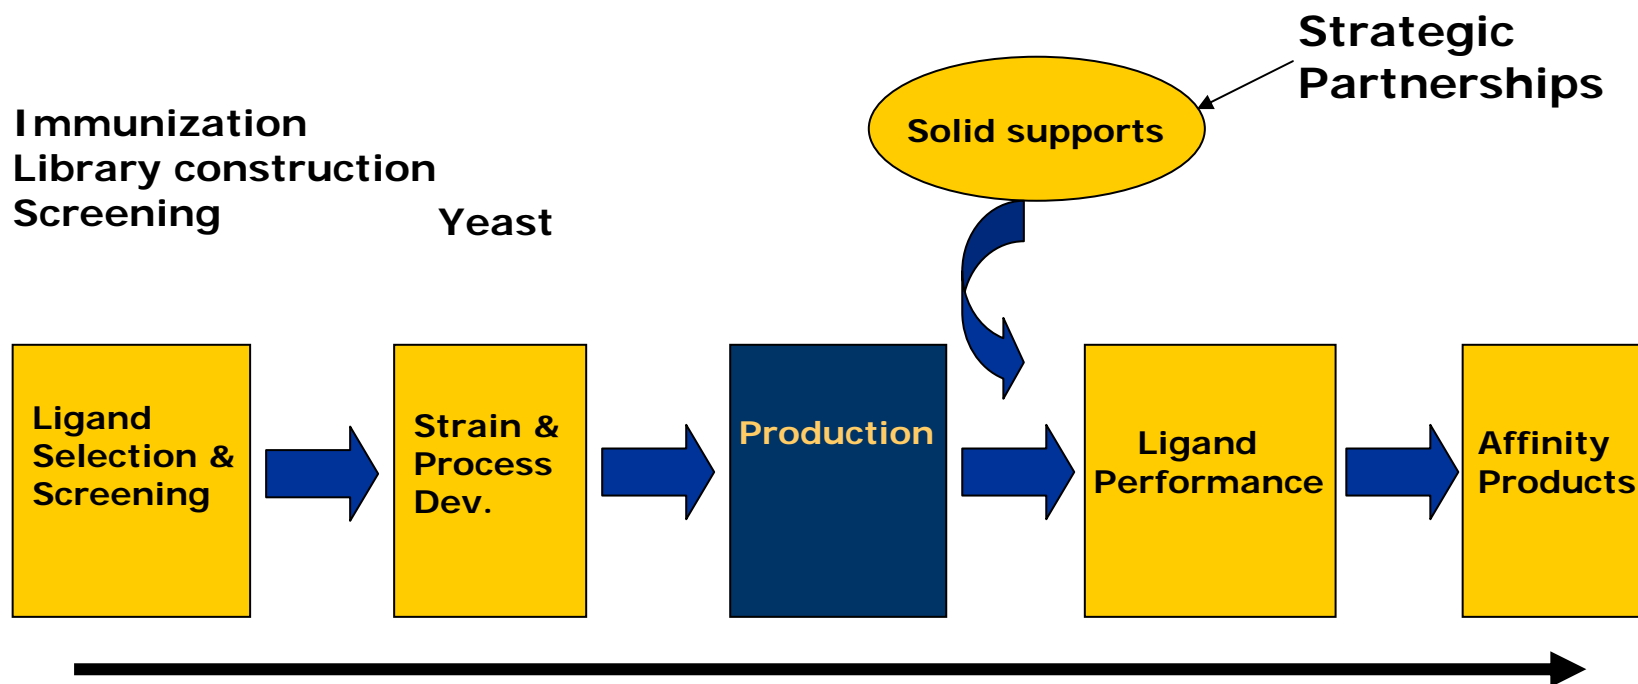 Strategic
Partnerships
Solid supports
Immunization
Library construction
Screening
Yeast
Ligand
Selection &
Screening
Strain &
Process
Dev.
Production
Ligand
Performance
Affinity
Products